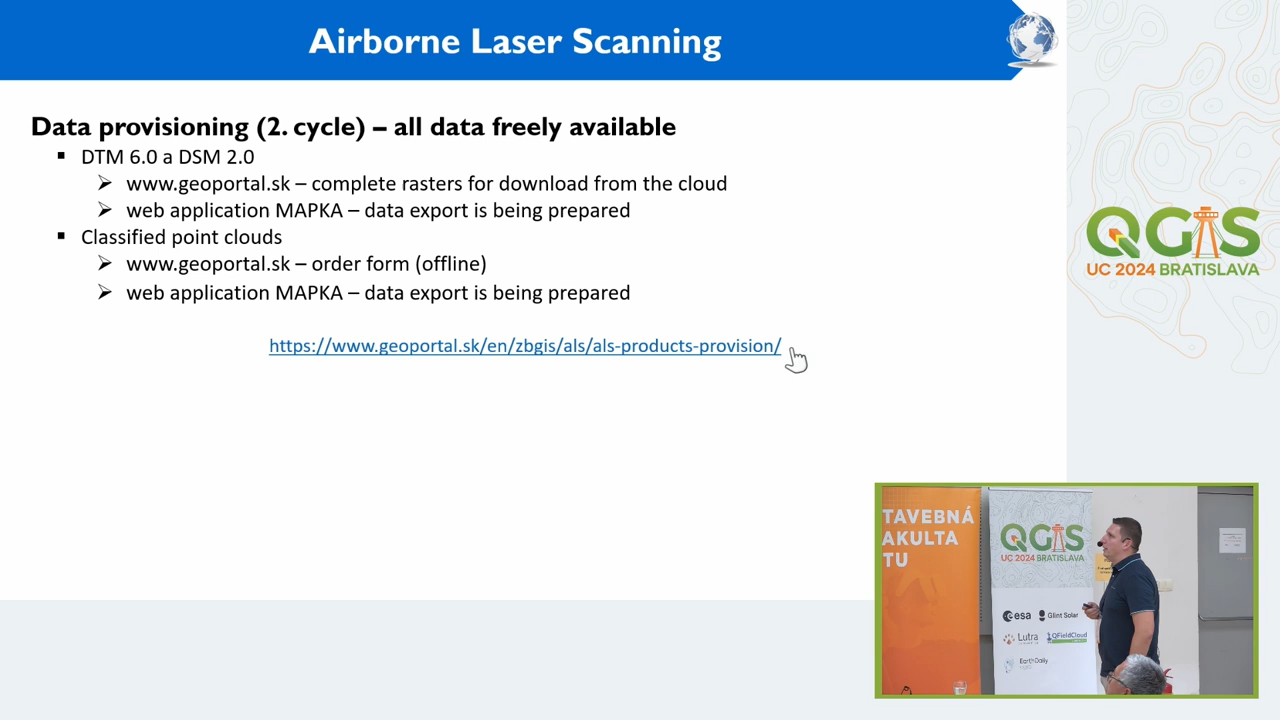 Airborne Laser Scanning
Data provisioning (2. cycle) – all data freely available
▪ DTM 6.0 a DSM 2.0
➢ www.geoportal.sk – complete rasters for download from the cloud
➢ web application MAPKA – data export is being prepared
▪ Classified point clouds
➢ www.geoportal.sk – order form (offline)
➢ web application MAPKA – data export is being prepared
https://www.geoportal.sk/en/zbgis/als/als-products-provision/
QGIS
UC 2024 BRATISLAVA
TAVEBNÁ
AKULTA
TU
QGIS
UC 2024 BRATISLAVA
esa Glint Solar
Lutra QFieldCloud
EarthDaily